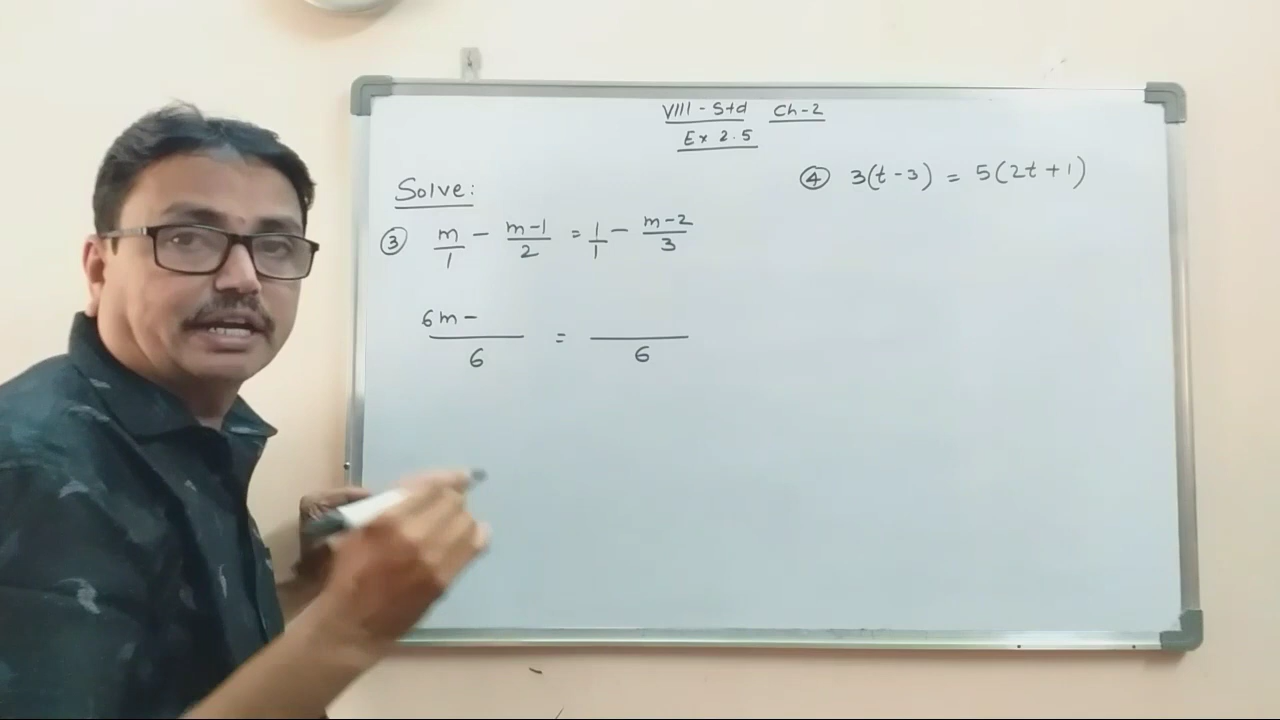 VIII - Std Ch-2
Ex 2.5
Solve:
③ m/1 - (m-1)/2 = 1/1 - (m-2)/3
(6m -)/6 = /6
④ 3(t-3) = 5(2t+1)